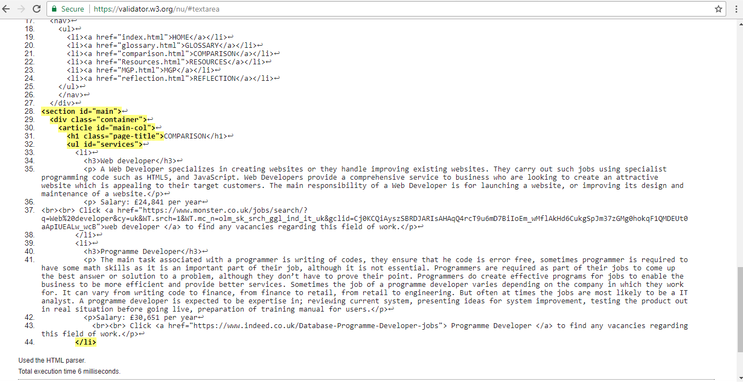 Secure https://validator.w3.org/nu/#textarea
17. <nav>↩
18. <ul>↩
19. <li><a href="index.html">HOME</a></li>↩
20. <li><a href="glossary.html">GLOSSARY</a></li>↩
21. <li><a href="comparison.html">COMPARISON</a></li>↩
22. <li><a href="Resources.html">RESOURCES</a></li>↩
23. <li><a href="MGP.html">MGP</a></li>↩
24. <li><a href="reflection.html">REFLECTION</a></li>↩
25. </ul>↩
26. </nav>↩
27. </div>↩
28. <section id="main">↩
29. <div class="container">↩
30. <article id="main-col">↩
31. <h1 class="page-title">COMPARISON</h1>↩
32. <ul id="services">↩
33. <li>↩
34. <h3>Web developer</h3>↩
35. <p> A Web Developer specializes in creating websites or they handle improving existing websites. They carry out such jobs using specialist
programming code such as HTML5, and JavaScript. Web Developers provide a comprehensive service to business who are looking to create an attractive
website which is appealing to their target customers. The main responsibility of a Web Developer is for launching a website, or improving its design and
maintenance of a website.</p>↩
36. <p> Salary: £24,841 per year↩
37. <br><br> Click <a href="https://www.monster.co.uk/jobs/search/?
q=Web%20developer&cy=uk&WT.srch=1&WT.mc_n=olm_sk_srch_ggl_ind_it_uk&gclid=
web developer </a> to find any vacancies regarding this field of work.</p>↩
38. </li>↩
39. <li>↩
40. <h3>Programme Developer</h3>↩
41. <p> The main task associated with a programmer is writing of codes, they ensure that he code is error free, sometimes programmer is required to
have some math skills as it is an important part of their job, although it is not essential. Programmers are required as part of their jobs to come up
the best answer or solution to a problem, although they don't have to prove their point. Programmers do create effective programs for jobs to enable the
business to be more efficient and provide better services. Sometimes the job of a programme developer varies depending on the company in which they work
for. It can vary from writing code to finance, from finance to retail, from retail to engineering. But often at times the jobs are most likely to be a IT
analyst. A programme developer is expected to be expertise in; reviewing current system, presenting ideas for system improvement, testing the product out
in real situation before going live, preparation of training manual for users.</p>↩
42. <p>Salary: £30,651 per year↩
43. <br><br> Click <a href="https://www.indeed.co.uk/Database-Programme-Developer-jobs"> Programme Developer </a> to find any vacancies regarding
this field of work.</p>↩
44. </li>
Used the HTML parser.
Total execution time 6 milliseconds.